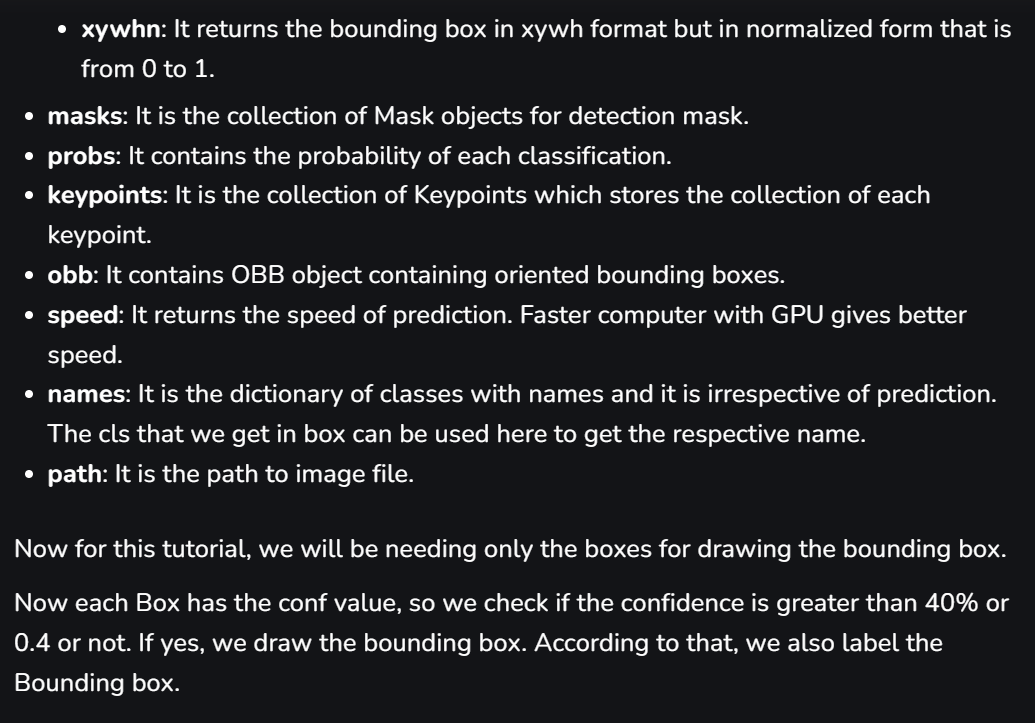 • xywhn: It returns the bounding box in xywh format but in normalized form that is
from 0 to 1.
• masks: It is the collection of Mask objects for detection mask.
• probs: It contains the probability of each classification.
• keypoints: It is the collection of Keypoints which stores the collection of each
keypoint.
• obb: It contains OBB object containing oriented bounding boxes.
• speed: It returns the speed of prediction. Faster computer with GPU gives better
speed.
• names: It is the dictionary of classes with names and it is irrespective of prediction.
The cls that we get in box can be used here to get the respective name.
• path: It is the path to image file.
Now for this tutorial, we will be needing only the boxes for drawing the bounding box.
Now each Box has the conf value, so we check if the confidence is greater than 40% or
0.4 or not. If yes, we draw the bounding box. According to that, we also label the
Bounding box.